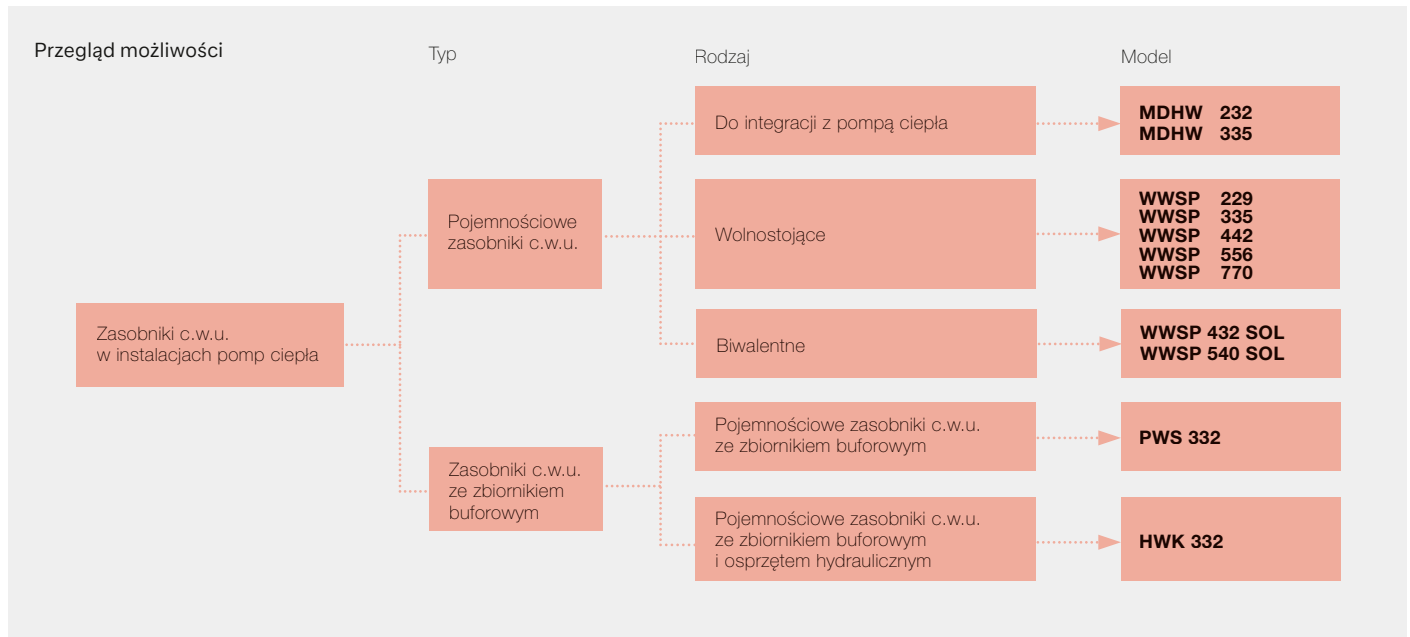 Przegląd możliwości
Typ
Rodzaj
Model
Zasobniki c.w.u.
w instalacjach pomp ciepła
Pojemnościowe
zasobniki c.w.u.
Do integracji z pompą ciepła
MDHW 232
MDHW 335
Wolnostojące
WWSP 229
WWSP 335
WWSP 442
WWSP 556
WWSP 770
Biwalentne
WWSP 432 SOL
WWSP 540 SOL
Zasobniki c.w.u.
ze zbiornikiem
buforowym
Pojemnościowe zasobniki c.w.u.
ze zbiornikiem buforowym
PWS 332
Pojemnościowe zasobniki c.w.u.
ze zbiornikiem buforowym
i osprzętem hydraulicznym
HWK 332